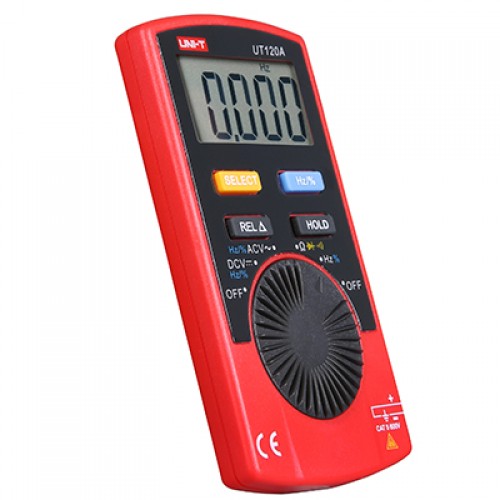 UNI-T UT120A
Hz
0.000
SELECT Hz/%
REL Δ HOLD
Hz/% ACV~• •Ω
DCV⎓• •Hz/%
Hz/%
OFF• •OFF
+
CE